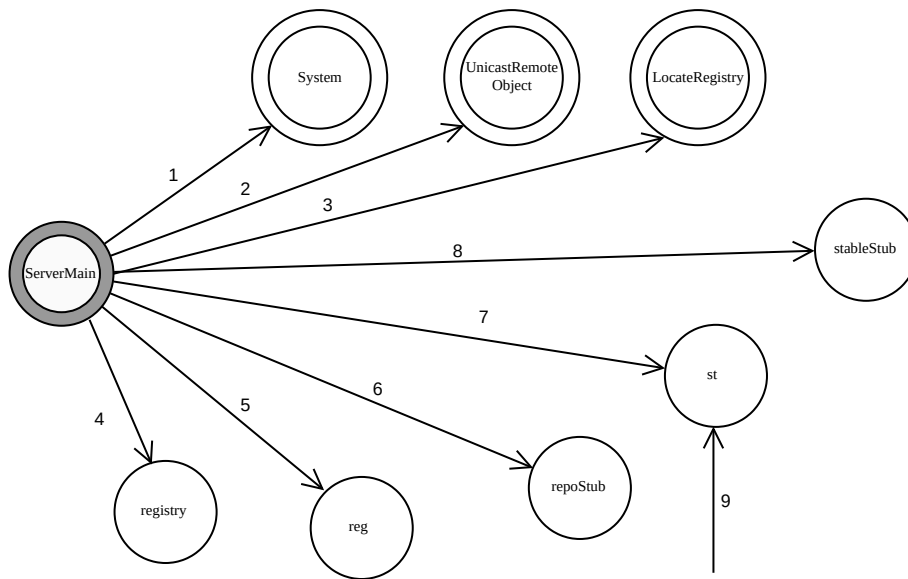 System
UnicastRemote
Object
LocateRegistry
1
2
3
8
stableStub
ServerMain
7
st
6
5
4
repoStub
9
registry
reg